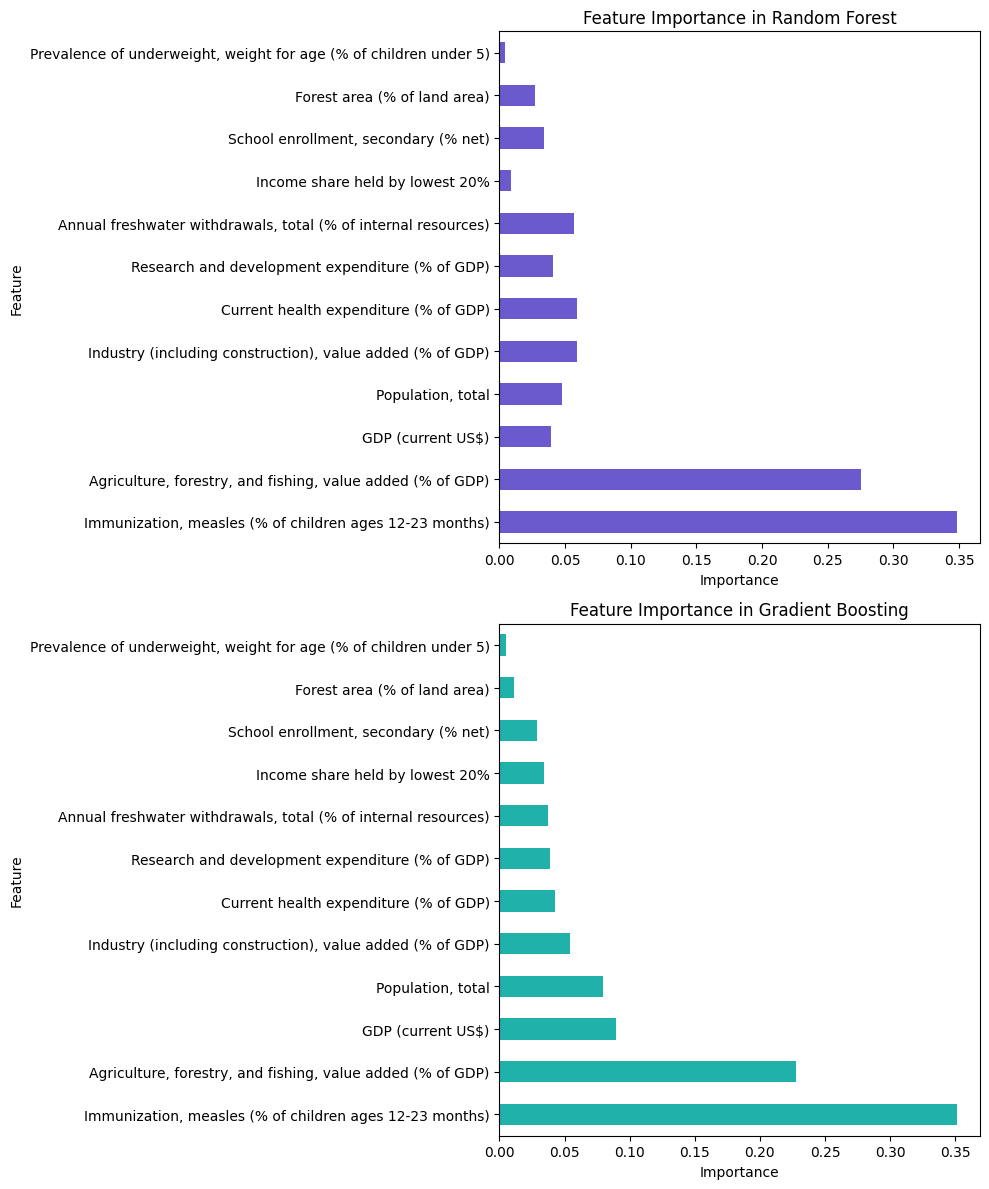 Feature Importance in Random Forest
Feature
Prevalence of underweight, weight for age (% of children under 5)
Forest area (% of land area)
School enrollment, secondary (% net)
Income share held by lowest 20%
Annual freshwater withdrawals, total (% of internal resources)
Research and development expenditure (% of GDP)
Current health expenditure (% of GDP)
Industry (including construction), value added (% of GDP)
Population, total
GDP (current US$)
Agriculture, forestry, and fishing, value added (% of GDP)
Immunization, measles (% of children ages 12-23 months)
0.00 0.05 0.10 0.15 0.20 0.25 0.30 0.35
Importance
Feature Importance in Gradient Boosting
Feature
Prevalence of underweight, weight for age (% of children under 5)
Forest area (% of land area)
School enrollment, secondary (% net)
Income share held by lowest 20%
Annual freshwater withdrawals, total (% of internal resources)
Research and development expenditure (% of GDP)
Current health expenditure (% of GDP)
Industry (including construction), value added (% of GDP)
Population, total
GDP (current US$)
Agriculture, forestry, and fishing, value added (% of GDP)
Immunization, measles (% of children ages 12-23 months)
0.00 0.05 0.10 0.15 0.20 0.25 0.30 0.35
Importance